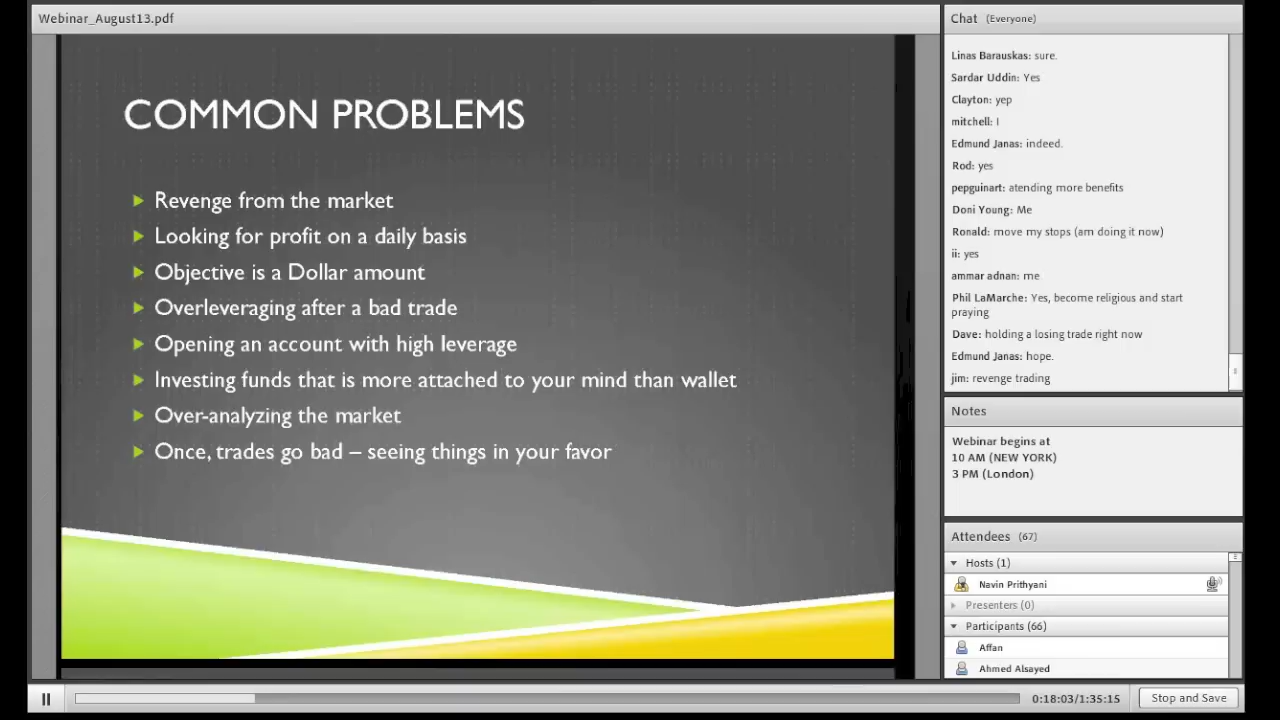 Webinar_August13.pdf
COMMON PROBLEMS
Revenge from the market
Looking for profit on a daily basis
Objective is a Dollar amount
Overleveraging after a bad trade
Opening an account with high leverage
Investing funds that is more attached to your mind than wallet
Over-analyzing the market
Once, trades go bad – seeing things in your favor
Chat (Everyone)
Linas Barauskas: sure.
Sardar Uddin: Yes
Clayton: yep
mitchell: I
Edmund Janas: indeed.
Rod: yes
pepguinart: atending more benefits
Doni Young: Me
Ronald: move my stops (am doing it now)
ii: yes
ammar adnan: me
Phil LaMarche: Yes, become religious and start
praying
Dave: holding a losing trade right now
Edmund Janas: hope.
jim: revenge trading
Notes
Webinar begins at
10 AM (NEW YORK)
3 PM (London)
Attendees (67)
Hosts (1)
Navin Prithyani
Presenters (0)
Participants (66)
Affan
Ahmed Alsayed
0:18:03/1:35:15
Stop and Save